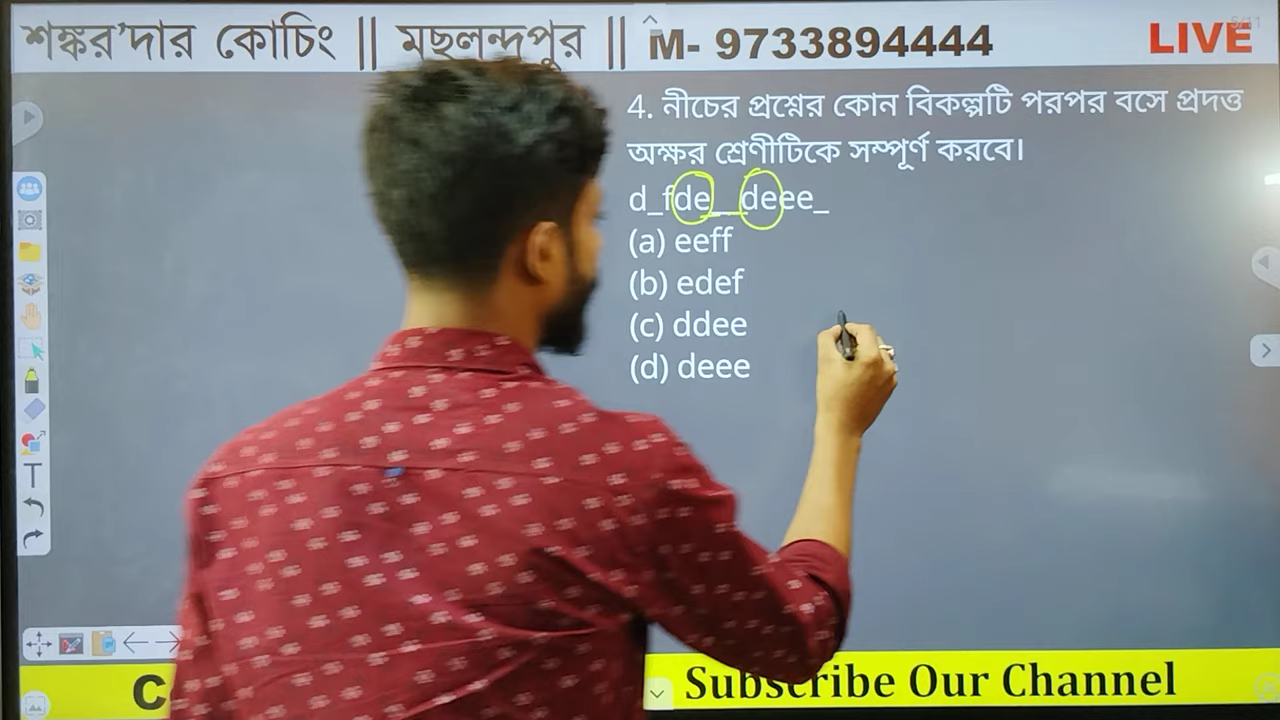 শঙ্কর'দার কোচিং || মছলন্দপুর || M- 9733894444 LIVE
4. নীচের প্রশ্নের কোন বিকল্পটি পরপর বসে প্রদত্ত
অক্ষর শ্রেণীটিকে সম্পূর্ণ করবে।
d_fde__deee_
(a) eeff
(b) edef
(c) ddee
(d) deee
Subscribe Our Channel